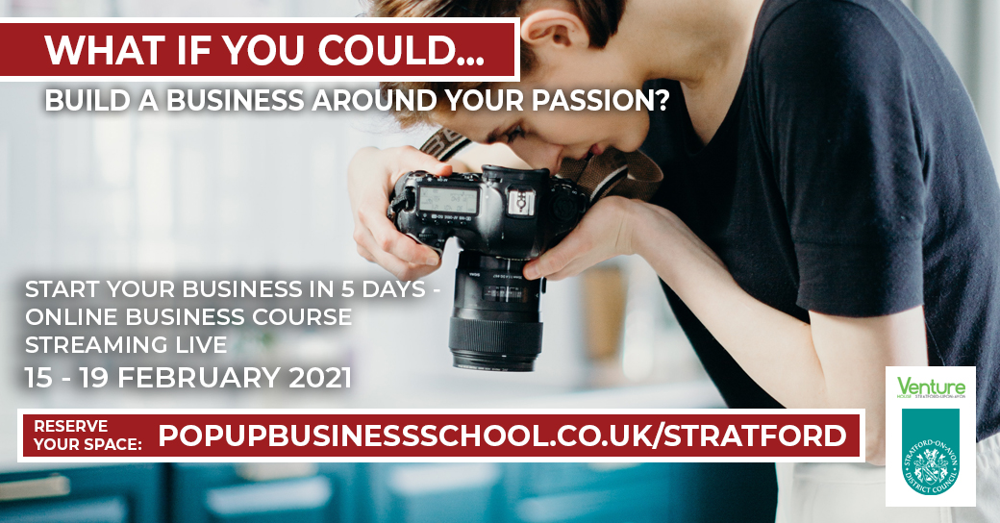 WHAT IF YOU COULD...
BUILD A BUSINESS AROUND YOUR PASSION?
START YOUR BUSINESS IN 5 DAYS -
ONLINE BUSINESS COURSE
STREAMING LIVE
15 - 19 FEBRUARY 2021
RESERVE
YOUR SPACE:
POPUPBUSINESSSCHOOL.CO.UK/STRATFORD
Venture
HOUSE - STRATFORD-UPON-AVON
STRATFORD-ON-AVON
DISTRICT COUNCIL